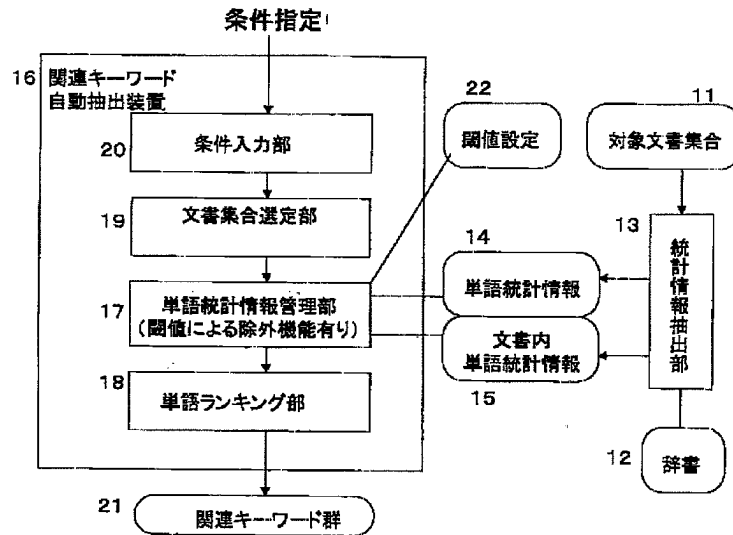 条件指定
16 関連キーワード
自動抽出装置
22
11
20 条件入力部
閾値設定
対象文書集合
19 文書集合選定部
14
13
17 単語統計情報管理部
(閾値による除外機能有り)
単語統計情報
統計情報抽出部
文書内
単語統計情報
18 単語ランキング部
15
12 辞書
21 関連キーワード群